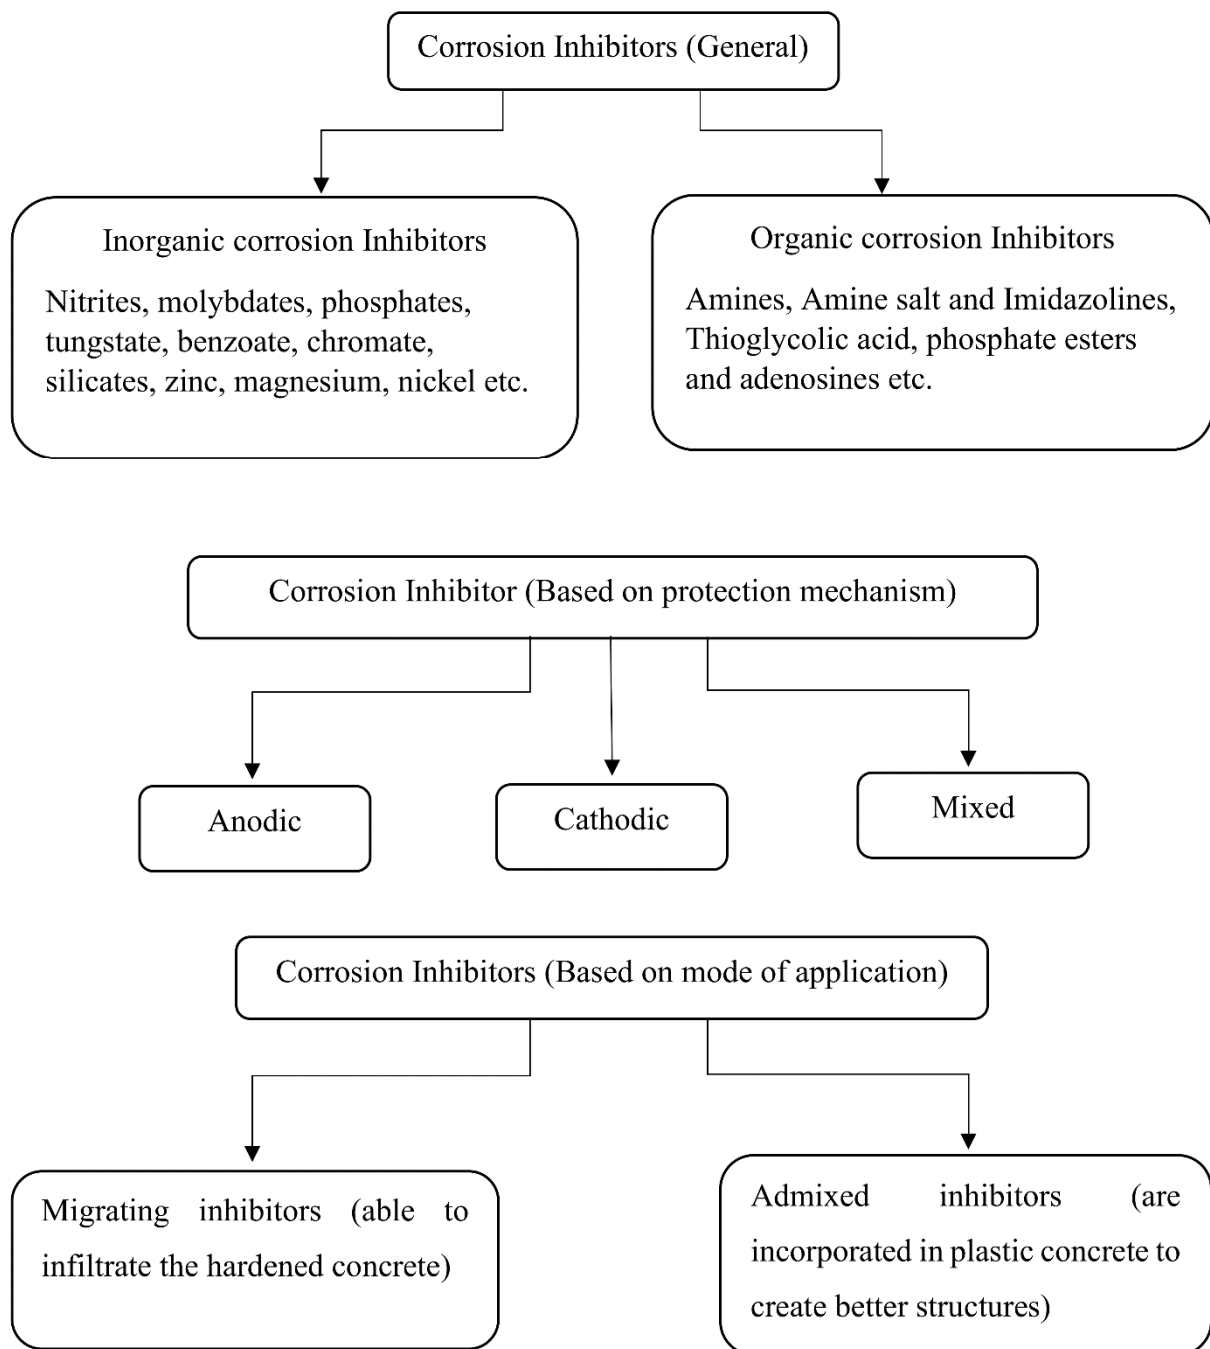 Corrosion Inhibitors (General)
Inorganic corrosion Inhibitors
Nitrites, molybdates, phosphates,
tungstate, benzoate, chromate,
silicates, zinc, magnesium, nickel etc.
Organic corrosion Inhibitors
Amines, Amine salt and Imidazolines,
Thioglycolic acid, phosphate esters
and adenosines etc.
Corrosion Inhibitor (Based on protection mechanism)
Anodic
Cathodic
Mixed
Corrosion Inhibitors (Based on mode of application)
Migrating inhibitors (able to
infiltrate the hardened concrete)
Admixed inhibitors (are
incorporated in plastic concrete to
create better structures)